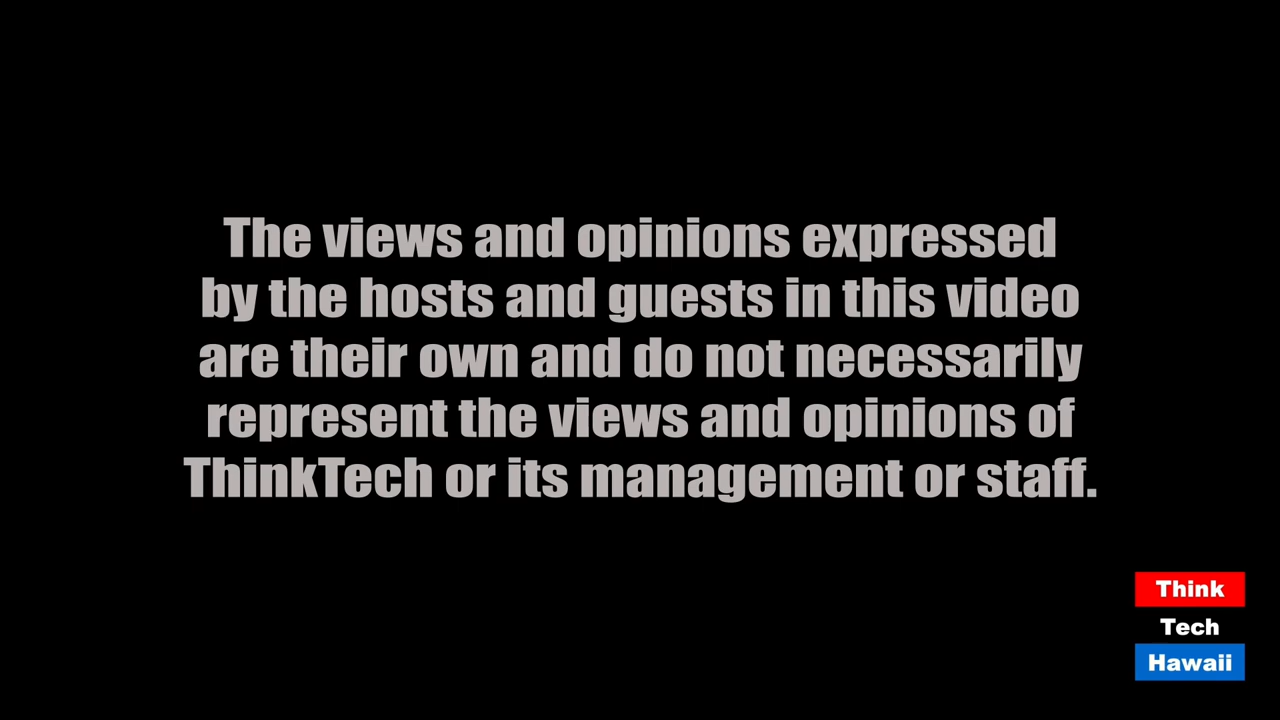 The views and opinions expressed
by the hosts and guests in this video
are their own and do not necessarily
represent the views and opinions of
ThinkTech or its management or staff.
Think
Tech
Hawaii